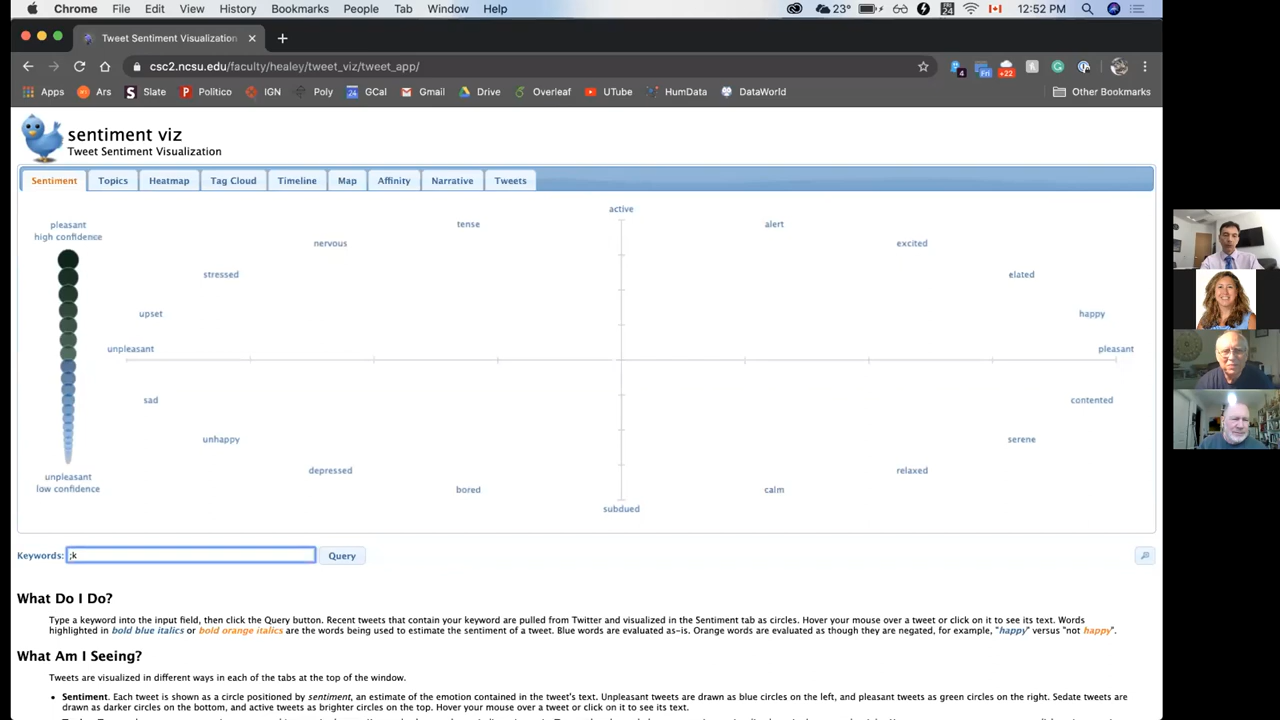 Chrome File Edit View History Bookmarks People Tab Window Help 23° 12:52 PM
Tweet Sentiment Visualization
csc2.ncsu.edu/faculty/healey/tweet_viz/tweet_app/
4 Fri +22
Apps Ars Slate Politico IGN Poly GCal Gmail Drive Overleaf UTube HumData DataWorld Other Bookmarks
sentiment viz
Tweet Sentiment Visualization
Sentiment Topics Heatmap Tag Cloud Timeline Map Affinity Narrative Tweets
active
pleasant tense alert
high confidence
nervous excited
stressed elated
upset happy
unpleasant pleasant
sad contented
unhappy serene
depressed relaxed
unpleasant
low confidence bored calm
subdued
Keywords: ;k Query
What Do I Do?
Type a keyword into the input field, then click the Query button. Recent tweets that contain your keyword are pulled from Twitter and visualized in the Sentiment tab as circles. Hover your mouse over a tweet or click on it to see its text. Words
highlighted in bold blue italics or bold orange italics are the words being used to estimate the sentiment of a tweet. Blue words are evaluated as-is. Orange words are evaluated as though they are negated, for example, "happy" versus "not happy".
What Am I Seeing?
Tweets are visualized in different ways in each of the tabs at the top of the window.
• Sentiment. Each tweet is shown as a circle positioned by sentiment, an estimate of the emotion contained in the tweet's text. Unpleasant tweets are drawn as blue circles on the left, and pleasant tweets as green circles on the right. Sedate tweets are
drawn as darker circles on the bottom, and active tweets as brighter circles on the top. Hover your mouse over a tweet or click on it to see its text.